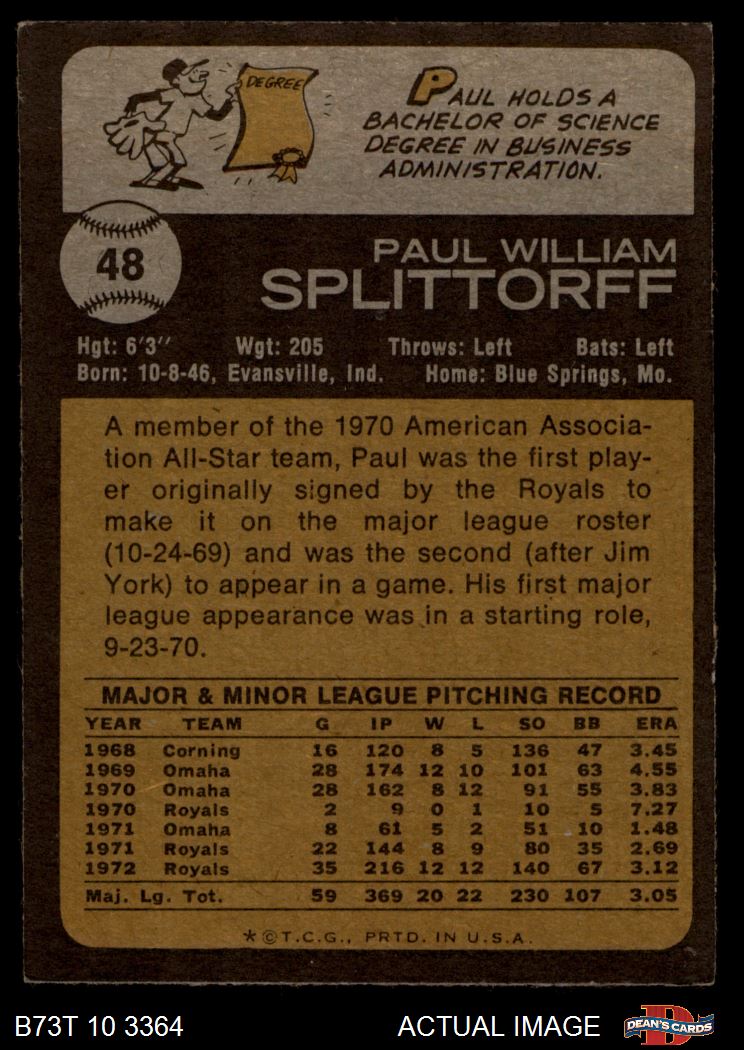 DEGREE
PAUL HOLDS A
BACHELOR OF SCIENCE
DEGREE IN BUSINESS
ADMINISTRATION.
48
PAUL WILLIAM
SPLITTORFF
Hgt: 6'3" Wgt: 205 Throws: Left Bats: Left
Born: 10-8-46, Evansville, Ind. Home: Blue Springs, Mo.
A member of the 1970 American Associa-
tion All-Star team, Paul was the first play-
er originally signed by the Royals to
make it on the major league roster
(10-24-69) and was the second (after Jim
York) to appear in a game. His first major
league appearance was in a starting role,
9-23-70.
MAJOR & MINOR LEAGUE PITCHING RECORD
YEAR TEAM G IP W L SO BB ERA
1968 Corning 16 120 8 5 136 47 3.45
1969 Omaha 28 174 12 10 101 63 4.55
1970 Omaha 28 162 8 12 91 55 3.83
1970 Royals 2 9 0 1 10 5 7.27
1971 Omaha 8 61 5 2 51 10 1.48
1971 Royals 22 144 8 9 80 35 2.69
1972 Royals 35 216 12 12 140 67 3.12
Maj. Lg. Tot. 59 369 20 22 230 107 3.05
*©T.C.G., PRTD. IN U.S.A.
B73T 10 3364 ACTUAL IMAGE DEAN'S CARDS